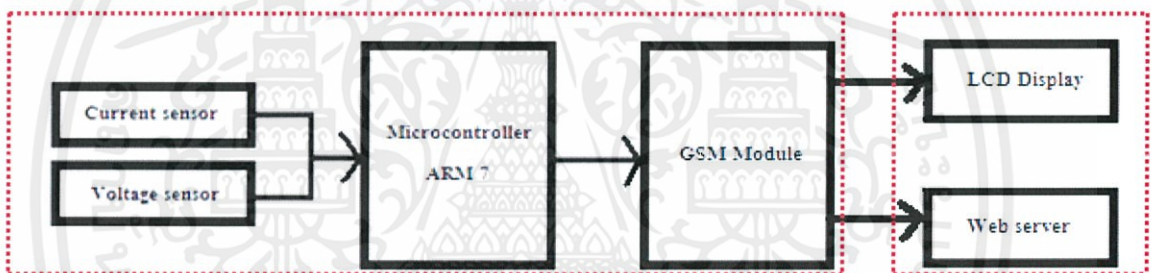 Current sensor
Voltage sensor
Microcontroller
ARM 7
GSM Module
LCD Display
Web server